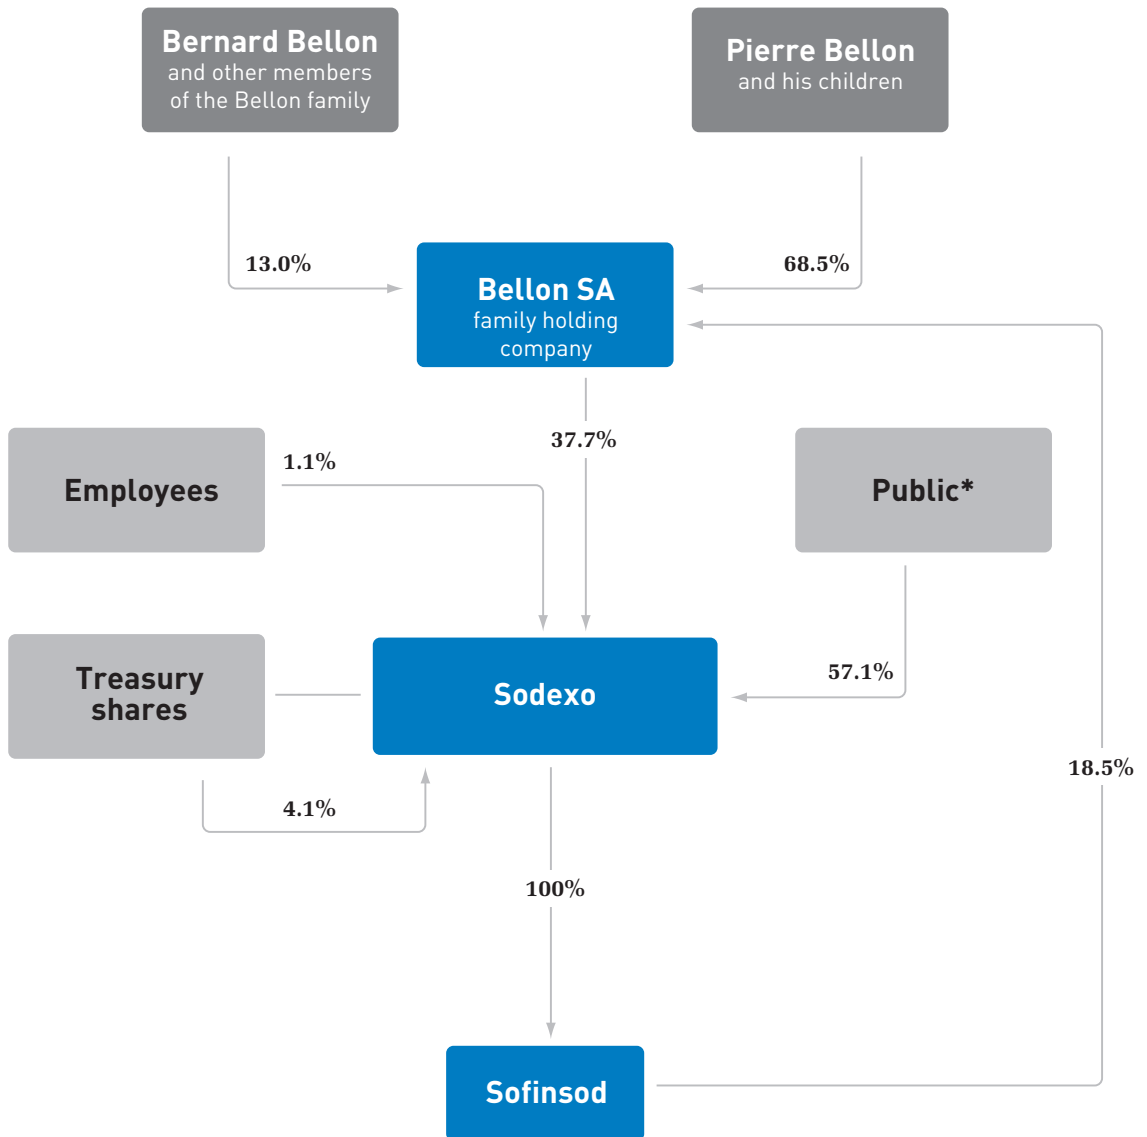 Bernard Bellon
and other members
of the Bellon family
Pierre Bellon
and his children
13.0%
68.5%
Bellon SA
family holding
company
37.7%
Employees
1.1%
Public*
Treasury
shares
Sodexo
57.1%
18.5%
4.1%
100%
Sofinsod